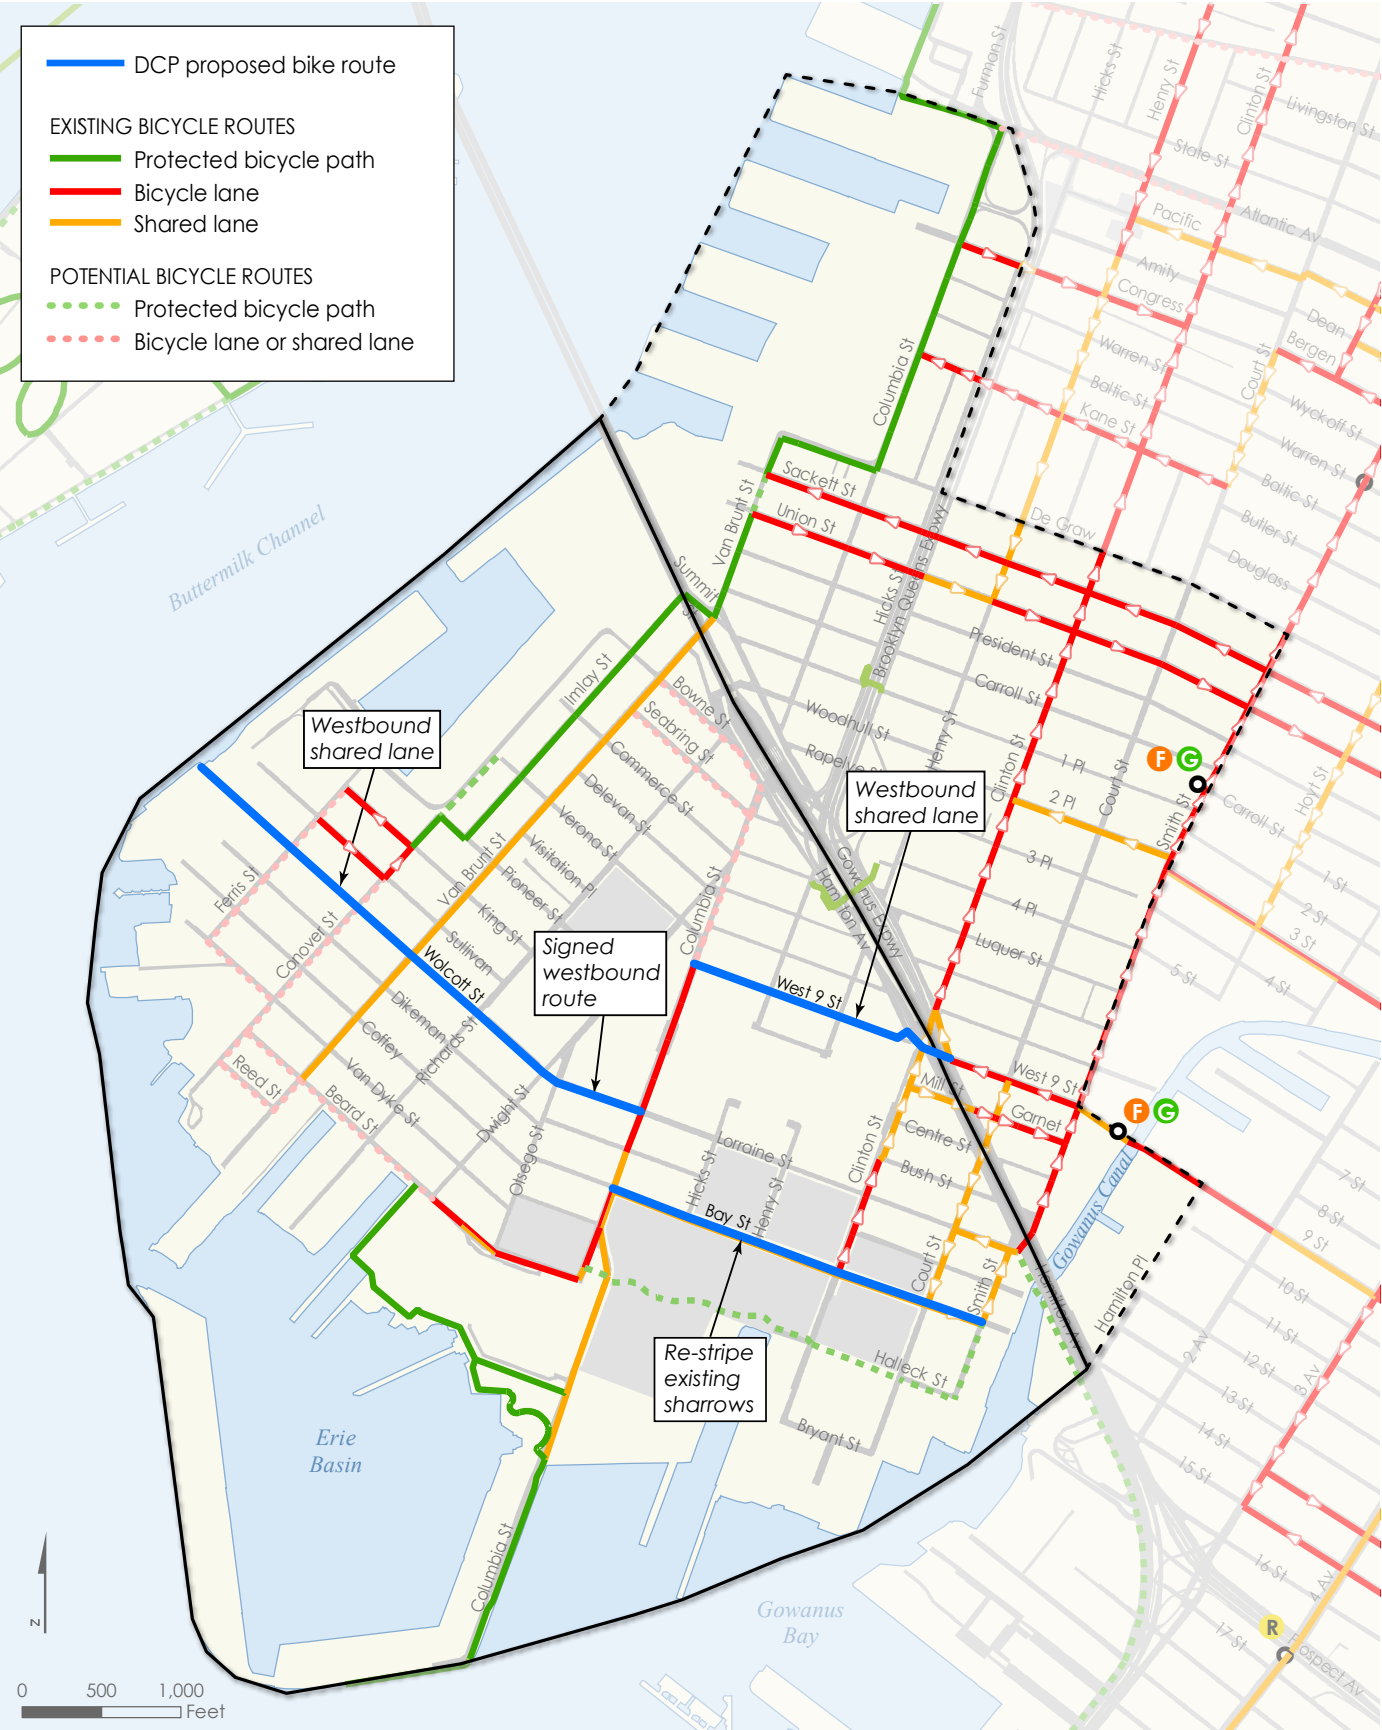 DCP proposed bike route
EXISTING BICYCLE ROUTES
Protected bicycle path
Bicycle lane
Shared lane
POTENTIAL BICYCLE ROUTES
Protected bicycle path
Bicycle lane or shared lane
Furman St
Hicks St
Henry St
Clinton St
Livingston St
State St
Pacific
Atlantic Av
Amity
Congress
Dean
Bergen
Columbia St
Warren St
Court St
Baltic St
Kane St
Wyckoff St
Warren St
Sackett St
Baltic St
Van Brunt St
Union St
De Graw
Butler St
Buttermilk Channel
Douglass
Summit St
Hicks St
Brooklyn Queens Expwy
President St
Imlay St
Carroll St
Bowne St
Woodhull St
Seabring St
Westbound
shared lane
Henry St
Rapelye St
Commerce St
Clinton St
1 Pl
Court St
F G
Hoyt St
Delevan St
Westbound
shared lane
2 Pl
Smith St
Carroll St
Verona St
Van Brunt St
Visitation Pl
3 Pl
Ferris St
Pioneer St
Columbia St
Gowanus Expwy
Hamilton Av
1 St
4 Pl
2 St
King St
3 St
Conover St
Sullivan
Signed
westbound
route
Luquer St
5 St
4 St
Wolcott St
West 9 St
Dikeman
Richards St
Coffey
Reed St
Van Dyke St
Mill St
West 9 St
Beard St
Dwight St
Garnet
F G
Clinton St
Centre St
Otsego St
Lorraine St
Hicks St
Henry St
Bush St
Gowanus Canal
7 St
8 St
9 St
Bay St
Court St
Smith St
Hamilton Av
Hamilton Pl
10 St
11 St
2 Av
12 St
3 Av
Re-stripe
existing
sharrows
Halleck St
13 St
14 St
Bryant St
15 St
Erie
Basin
Columbia St
16 St
4 Av
Gowanus
Bay
R
17 St
Prospect Av
z
0 500 1,000
Feet